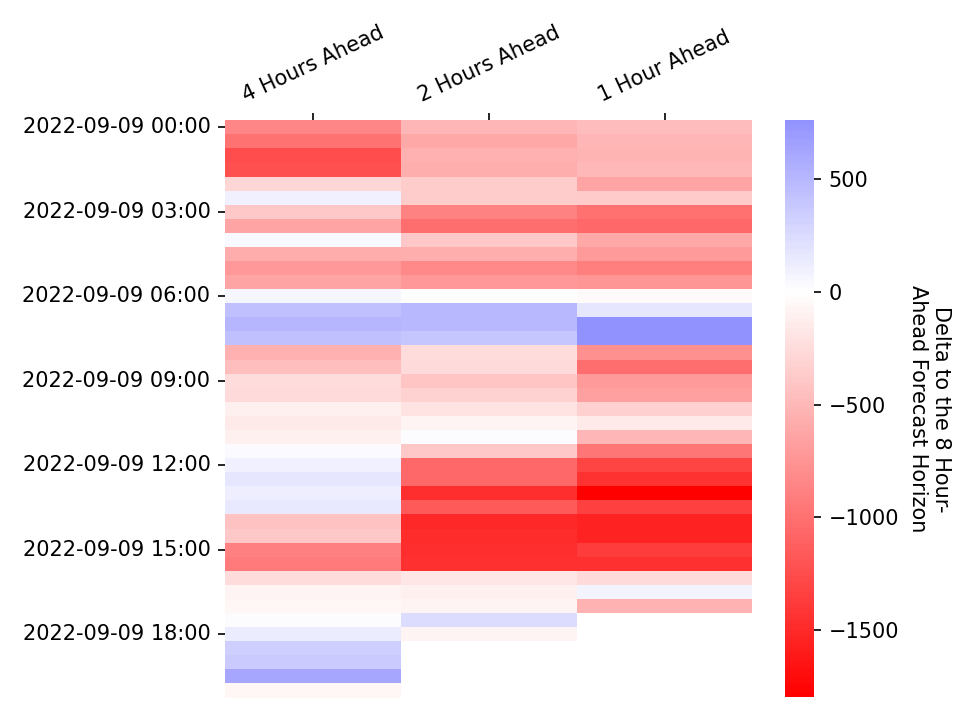 4 Hours Ahead
2 Hours Ahead
1 Hour Ahead
2022-09-09 00:00
2022-09-09 03:00
2022-09-09 06:00
2022-09-09 09:00
2022-09-09 12:00
2022-09-09 15:00
2022-09-09 18:00
500
0
−500
−1000
−1500
Delta to the 8 Hour-
Ahead Forecast Horizon